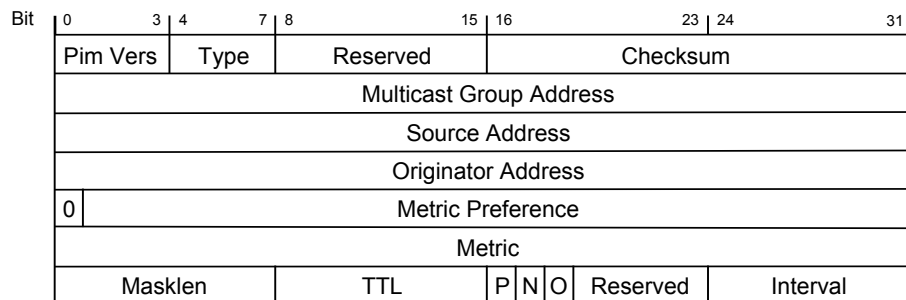 Bit 0 3 4 7 8 15 16 23 24 31
Pim Vers Type Reserved Checksum
Multicast Group Address
Source Address
Originator Address
0 Metric Preference
Metric
Masklen TTL P N O Reserved Interval